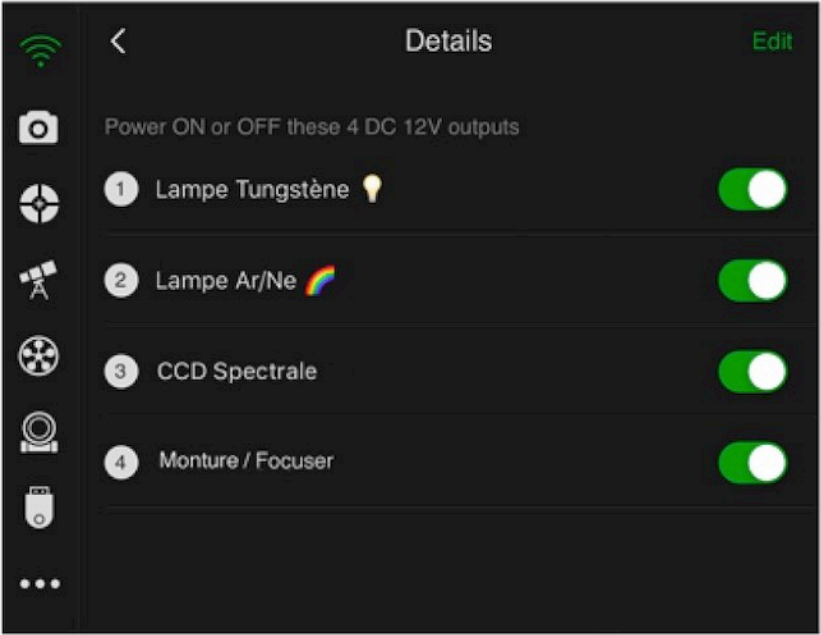 Details
Edit
Power ON or OFF these 4 DC 12V outputs
1 Lampe Tungstène 💡
2 Lampe Ar/Ne 🌈
3 CCD Spectrale
4 Monture / Focuser